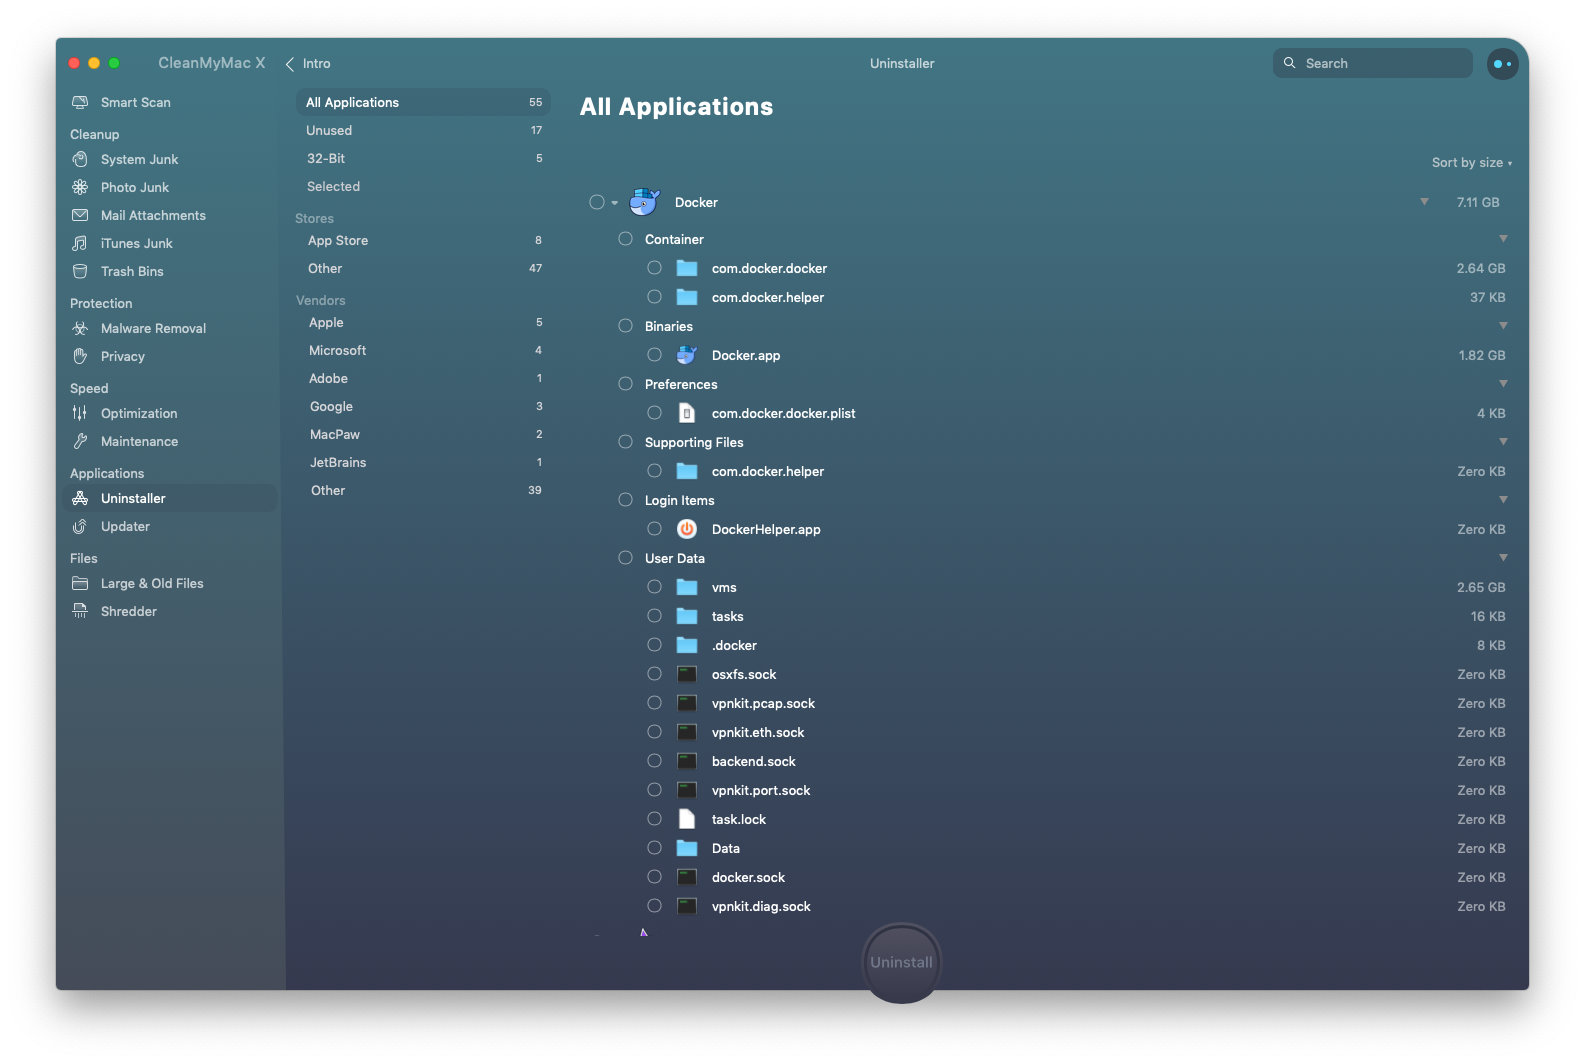 CleanMyMac X
Intro
Uninstaller
Search
Smart Scan
Cleanup
System Junk
Photo Junk
Mail Attachments
iTunes Junk
Trash Bins
Protection
Malware Removal
Privacy
Speed
Optimization
Maintenance
Applications
Uninstaller
Updater
Files
Large & Old Files
Shredder
All Applications 55
Unused 17
32-Bit 5
Selected
Stores
App Store 8
Other 47
Vendors
Apple 5
Microsoft 4
Adobe 1
Google 3
MacPaw 2
JetBrains 1
Other 39
All Applications
Sort by size
Docker 7.11 GB
Container
com.docker.docker 2.64 GB
com.docker.helper 37 KB
Binaries
Docker.app 1.82 GB
Preferences
com.docker.docker.plist 4 KB
Supporting Files
com.docker.helper Zero KB
Login Items
DockerHelper.app Zero KB
User Data
vms 2.65 GB
tasks 16 KB
.docker 8 KB
osxfs.sock Zero KB
vpnkit.pcap.sock Zero KB
vpnkit.eth.sock Zero KB
backend.sock Zero KB
vpnkit.port.sock Zero KB
task.lock Zero KB
Data Zero KB
docker.sock Zero KB
vpnkit.diag.sock Zero KB
Uninstall